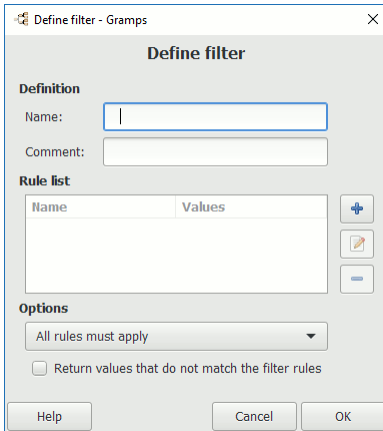 Define filter - Gramps
Define filter
Definition
Name:
Comment:
Rule list
Name Values
Options
All rules must apply
Return values that do not match the filter rules
Help Cancel OK